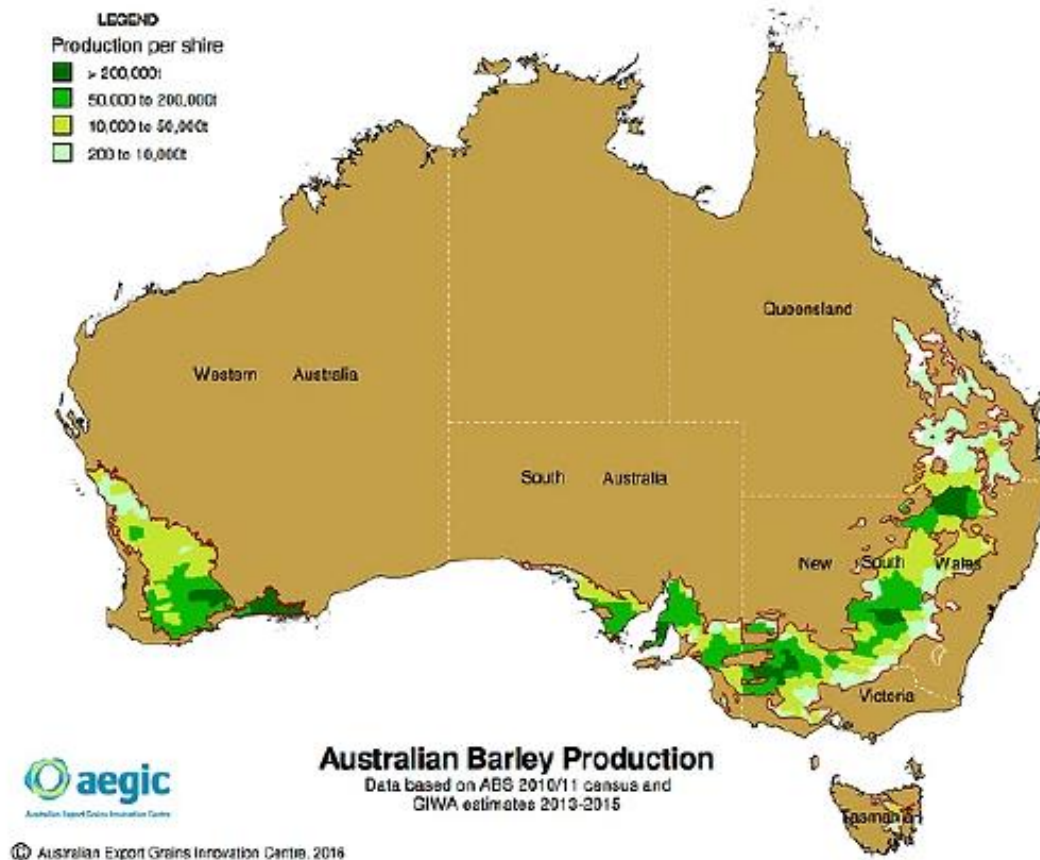 LEGEND
Production per shire
> 200,000t
50,000 to 200,000t
10,000 to 50,000t
200 to 10,000t
Queensland
Western Australia
South Australia
New South Wales
Victoria
Tasmania
Australian Barley Production
Data based on ABS 2010/11 census and
GIWA estimates 2013-2015
aegic
Australian Export Grains Innovation Centre
© Australian Export Grains Innovation Centre, 2016